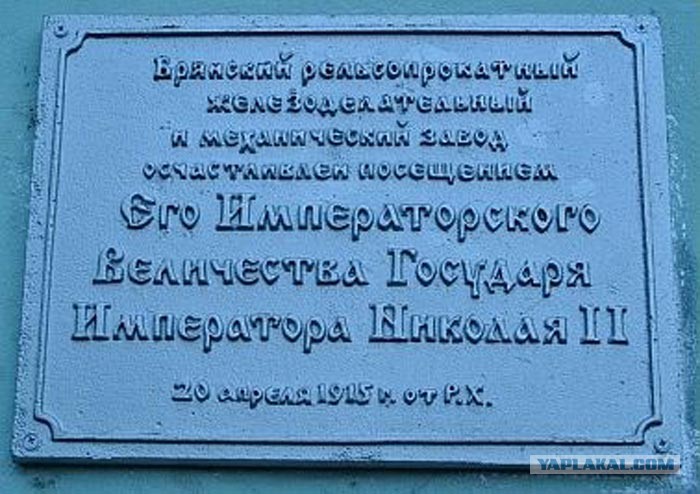 Брянский рельсопрокатный
железоделательный
и механический завод
осчастливлен посещением
Его Императорского
Величества Государя
Императора Николая II
20 апреля 1915 г. от Р.Х.
YAPLAKAL.COM